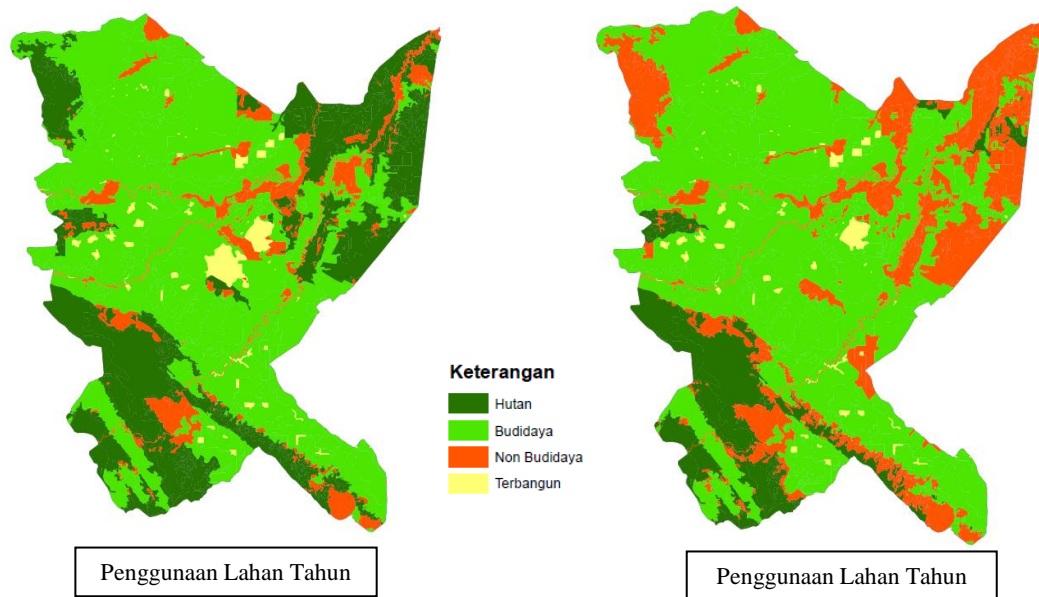 Keterangan
Hutan
Budidaya
Non Budidaya
Terbangun
Penggunaan Lahan Tahun
Penggunaan Lahan Tahun